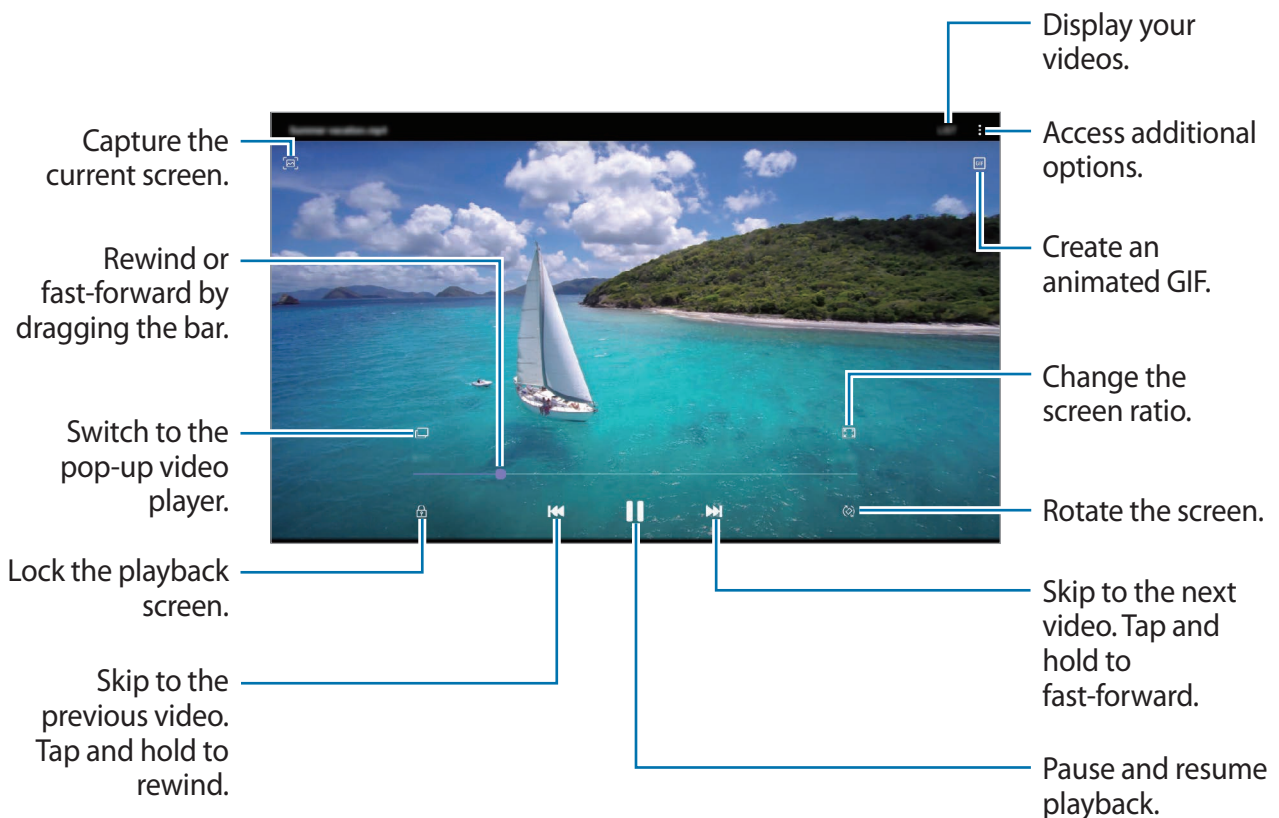 Display your
videos.
Capture the
current screen.
Access additional
options.
Rewind or
fast-forward by
dragging the bar.
Create an
animated GIF.
GIF
Change the
screen ratio.
Switch to the
pop-up video
player.
Rotate the screen.
Lock the playback
screen.
Skip to the next
video. Tap and
hold to
fast-forward.
Skip to the
previous video.
Tap and hold to
rewind.
Pause and resume
playback.